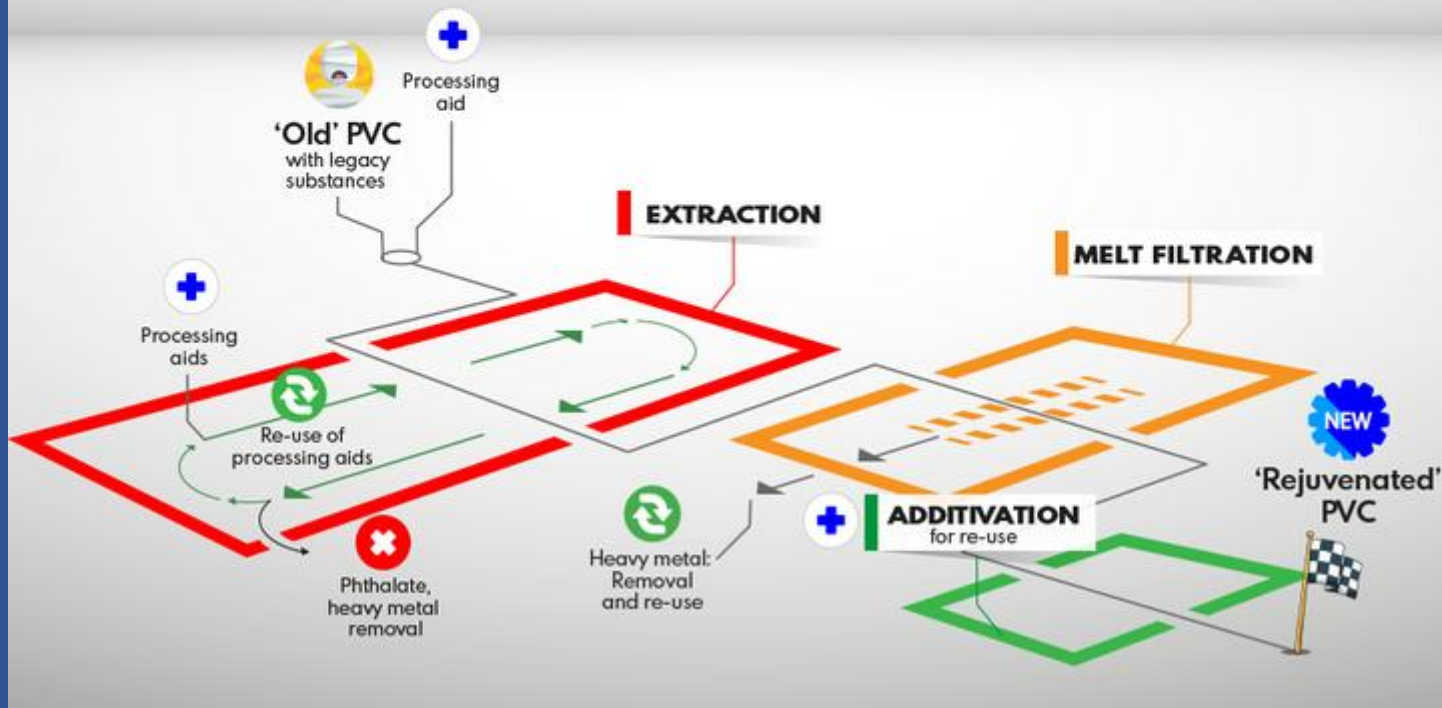 Processing
aid
‘Old’ PVC
with legacy
substances
EXTRACTION
MELT FILTRATION
Processing
aids
Re-use of
processing aids
NEW
‘Rejuvenated’
PVC
ADDITIVATION
for re-use
Heavy metal:
Removal
and re-use
Phthalate,
heavy metal
removal